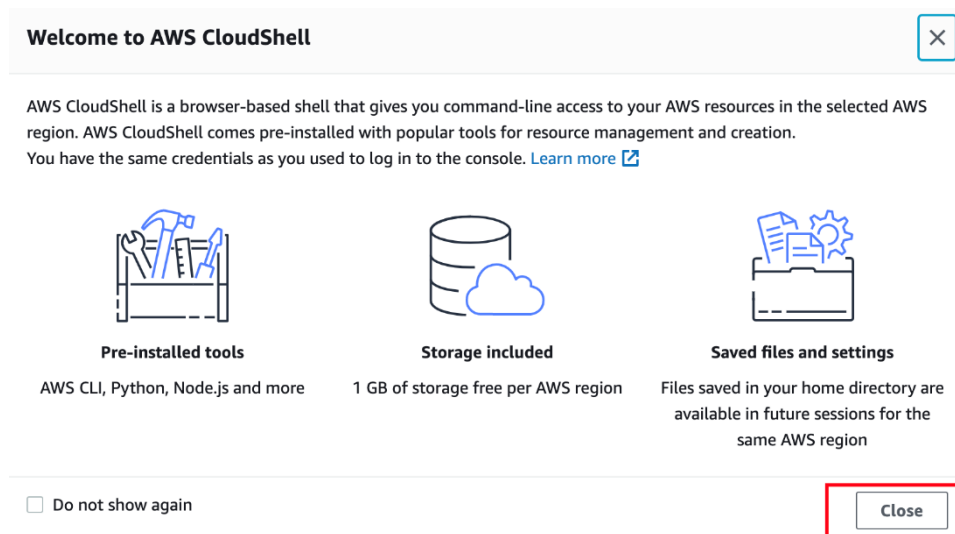 Welcome to AWS CloudShell
AWS CloudShell is a browser-based shell that gives you command-line access to your AWS resources in the selected AWS
region. AWS CloudShell comes pre-installed with popular tools for resource management and creation.
You have the same credentials as you used to log in to the console. Learn more
Pre-installed tools
AWS CLI, Python, Node.js and more
Storage included
1 GB of storage free per AWS region
Saved files and settings
Files saved in your home directory are
available in future sessions for the
same AWS region
Do not show again
Close